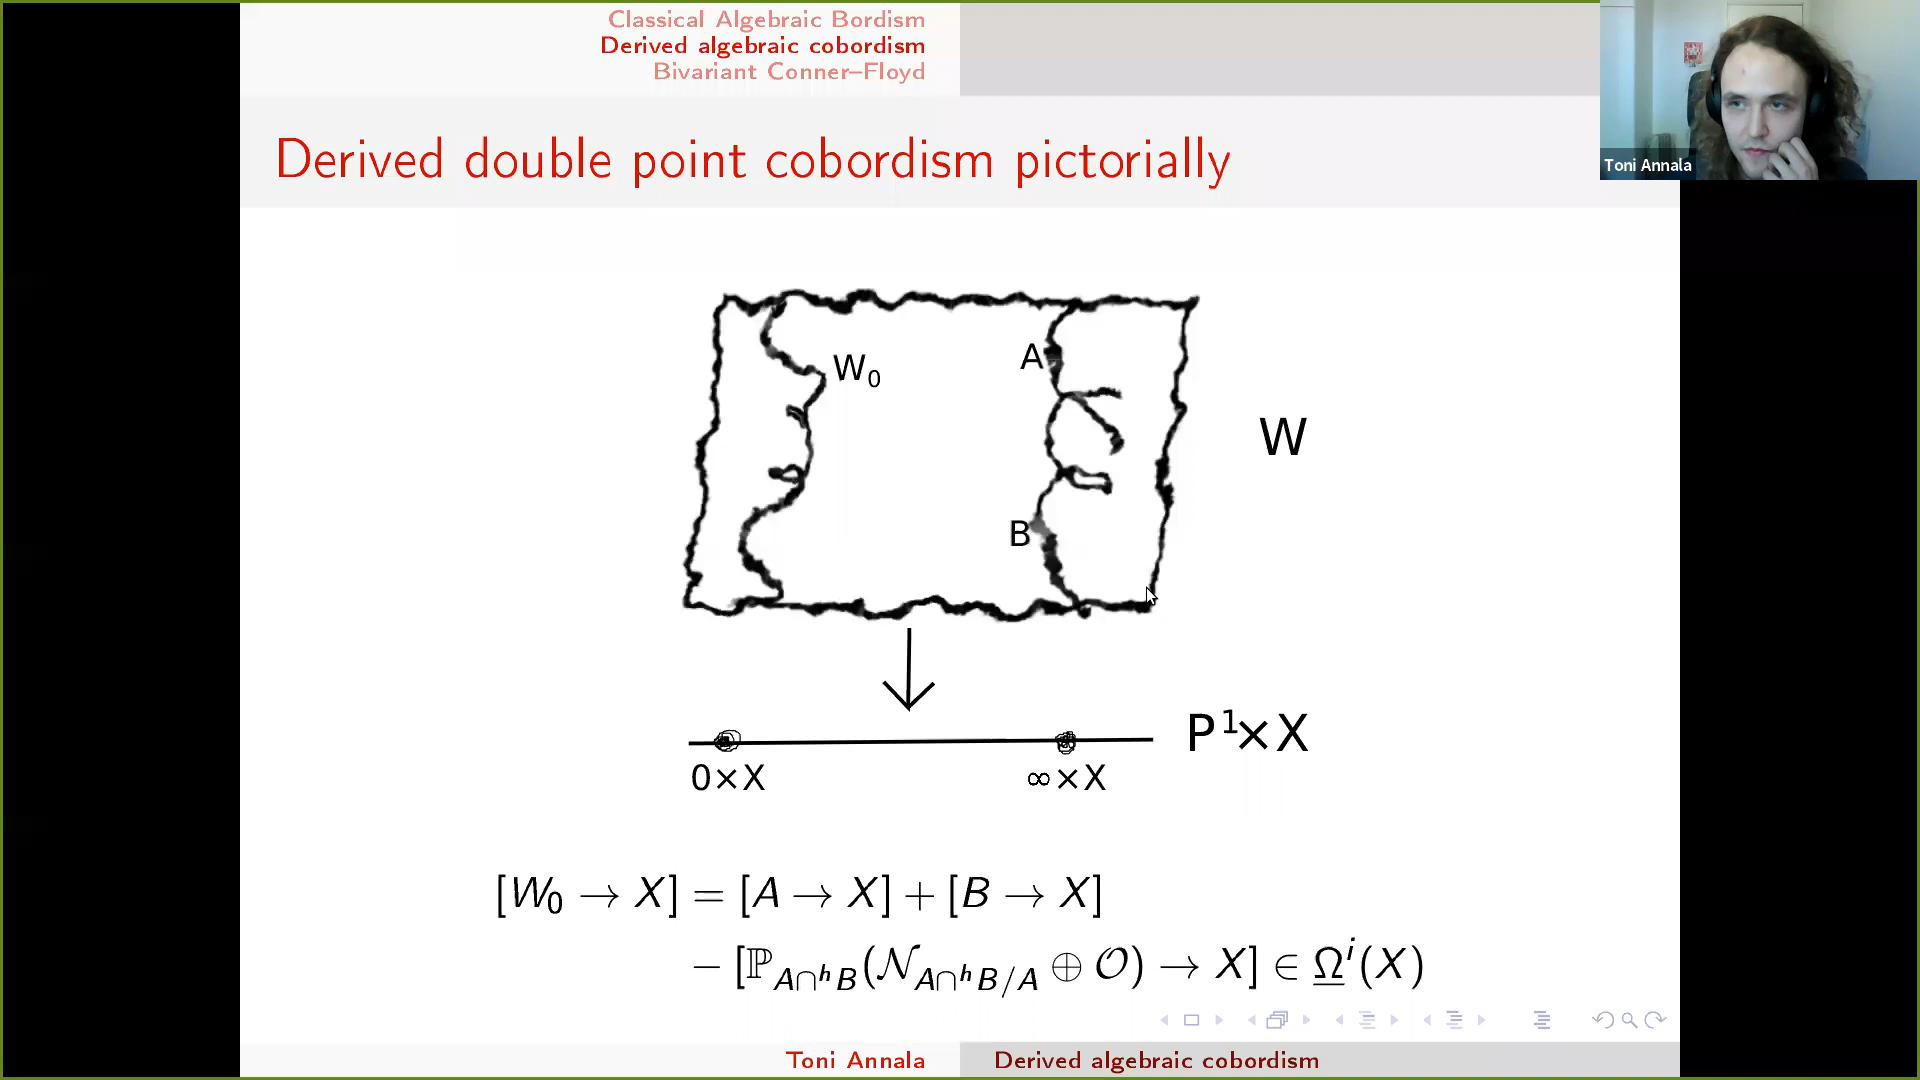 Classical Algebraic Bordism
Derived algebraic cobordism
Bivariant Conner–Floyd
Toni Annala
Derived double point cobordism pictorially
W₀
A
W
B
P¹×X
0×X
∞×X
[W₀ → X] = [A → X] + [B → X]
− [ℙ_{A∩ʰB}(𝒩_{A∩ʰB/A} ⊕ 𝒪) → X] ∈ Ω̲ⁱ(X)
Toni Annala
Derived algebraic cobordism